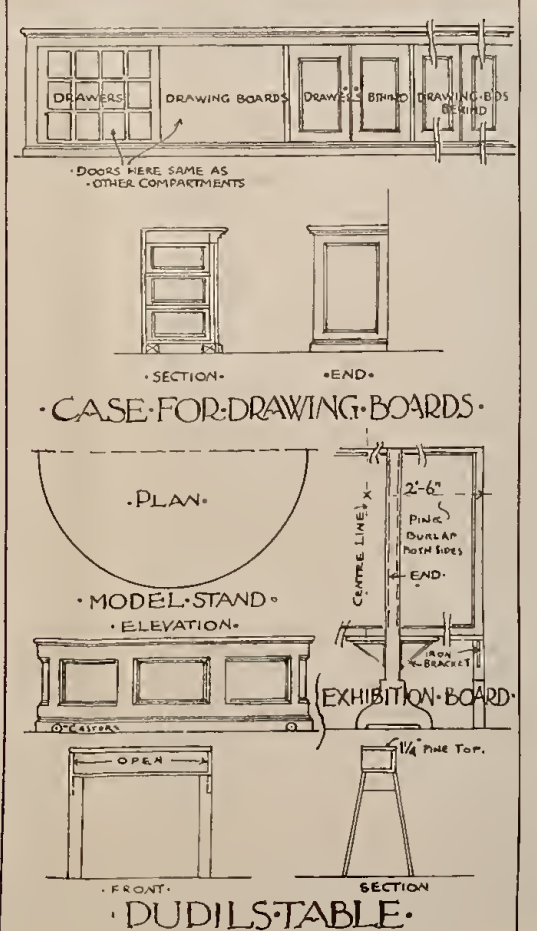 DRAWERS
DRAWING BOARDS
DRAWERS BEHIND
DRAWING·BDS
BEHIND
·DOORS HERE SAME AS
·OTHER COMPARTMENTS
·SECTION·
·END·
·CASE·FOR·DRAWING·BOARDS·
·PLAN·
·MODEL·STAND·
·ELEVATION·
CASTORS
CENTRE LINE
X
2'-6"
PINE
BURLAP
BOTH SIDES
END·
IRON
BRACKET
EXHIBITION·BOARD·
OPEN
1¼" PINE TOP.
·FRONT·
SECTION
·DUDILS·TABLE·